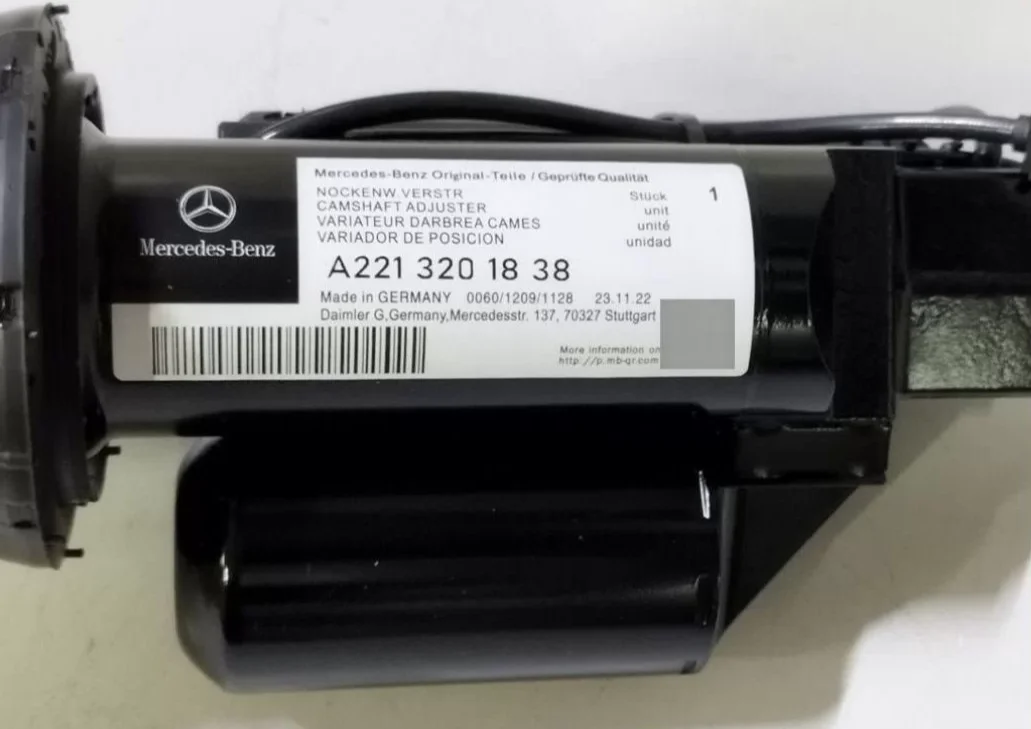 Mercedes-Benz
Mercedes-Benz Original-Teile / Geprüfte Qualität
NOCKENW.VERSTR Stück 1
CAMSHAFT ADJUSTER unit
VARIATEUR DARBREA CAMES unité
VARIADOR DE POSICION unidad
A221 320 18 38
Made in GERMANY 0060/1209/1128 23.11.22
Daimler G,Germany,Mercedesstr. 137, 70327 Stuttgart
More information on
http://p.mb-qr.com